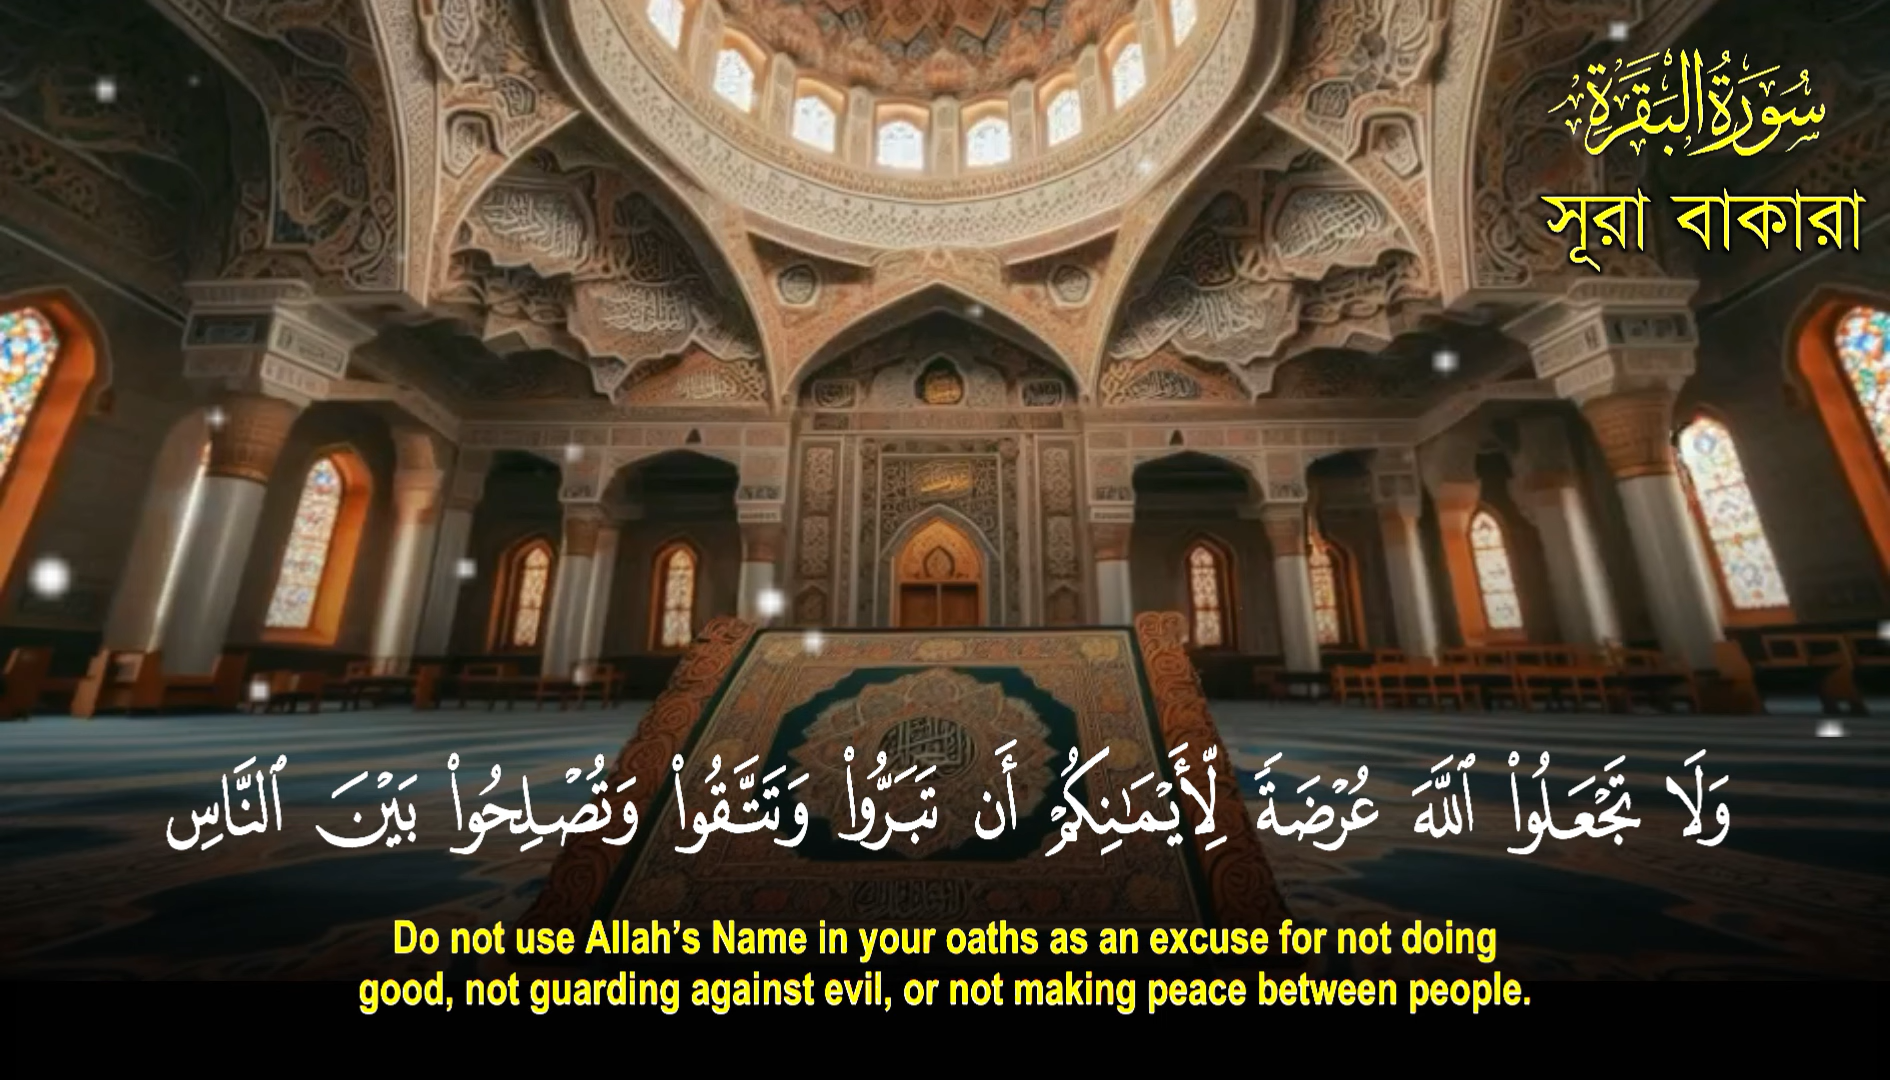 سُورَةُ البَقَرَةِ
সূরা বাকারা
وَلَا تَجْعَلُوا۟ ٱللَّهَ عُرْضَةً لِّأَيْمَـٰنِكُمْ أَن تَبَرُّوا۟ وَتَتَّقُوا۟ وَتُصْلِحُوا۟ بَيْنَ ٱلنَّاسِ
Do not use Allah’s Name in your oaths as an excuse for not doing
good, not guarding against evil, or not making peace between people.